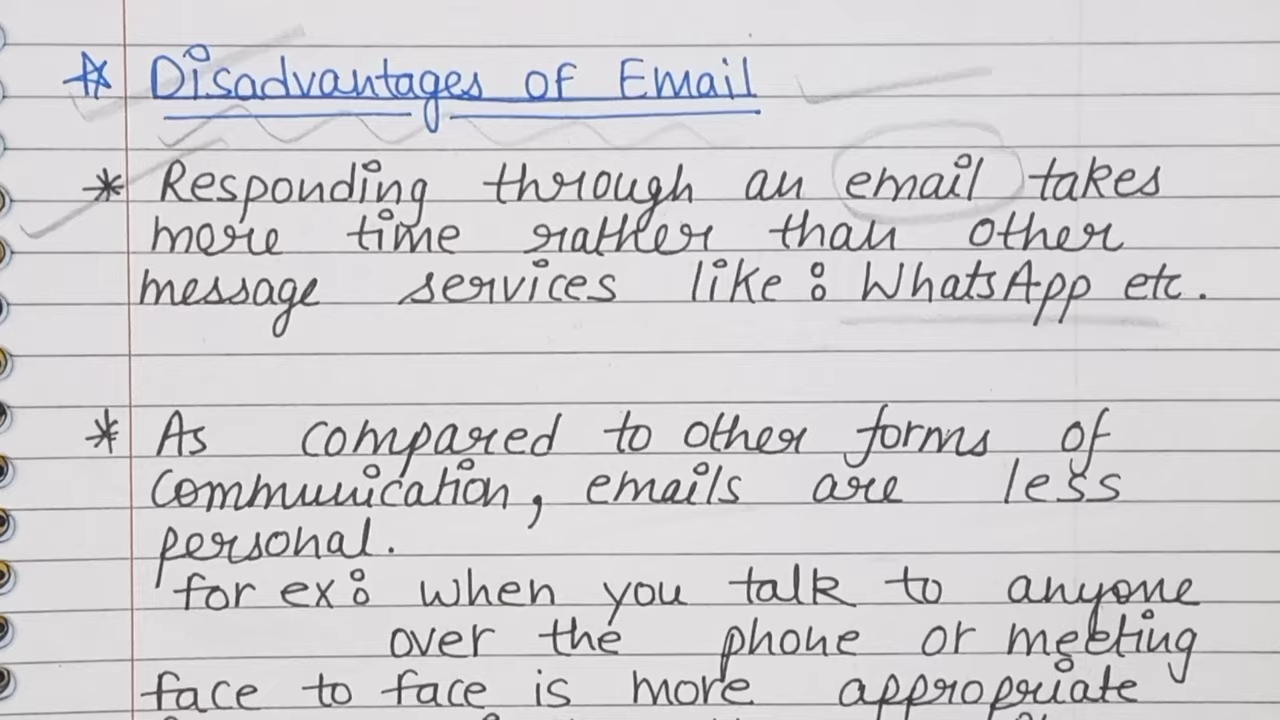 ☆ Disadvantages of Email
* Responding through an email takes
more time rather than other
message services like : WhatsApp etc.
* As compared to other forms of
communication, emails are less
personal.
for ex: when you talk to anyone
over the phone or meeting
face to face is more appropriate